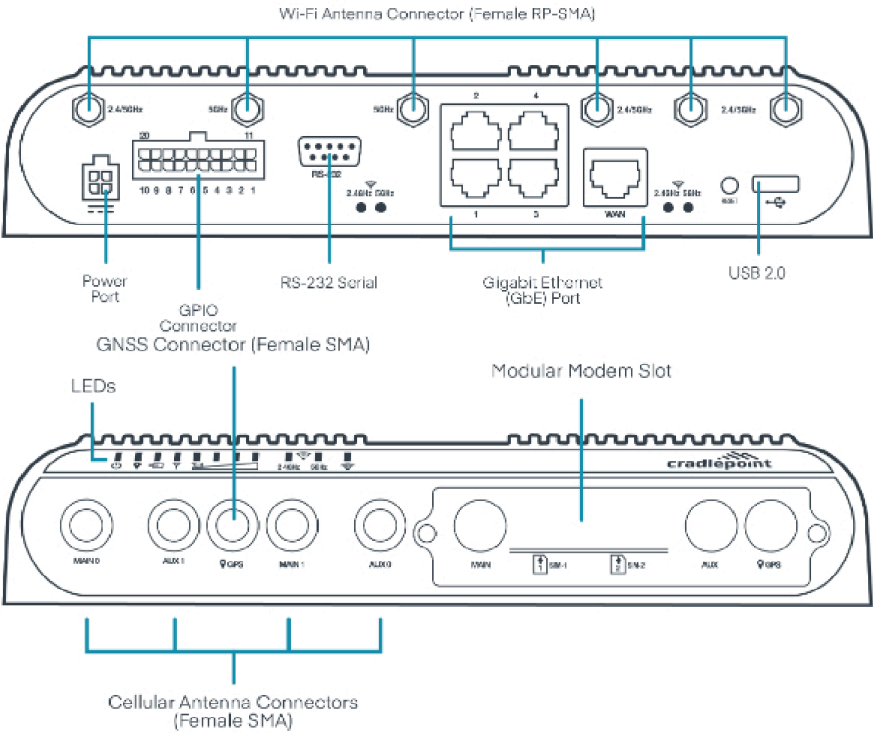 Wi-Fi Antenna Connector (Female RP-SMA)
2.4/5GHz
5GHz
5GHz
2.4/5GHz
2.4/5GHz
2 4
20 11
10 9 8 7 6 5 4 3 2 1
RS-232
2.4GHz 5GHz
1 3
WAN
2.4GHz 5GHz
RESET
Power
Port
GPIO
Connector
RS-232 Serial
Gigabit Ethernet
(GbE) Port
USB 2.0
GNSS Connector (Female SMA)
LEDs
Modular Modem Slot
2.4GHz 5GHz
cradlepoint
MAIN 0
AUX 1
GPS
MAIN 1
AUX 0
MAIN
1 SIM-1
2 SIM-2
AUX
GPS
Cellular Antenna Connectors
(Female SMA)